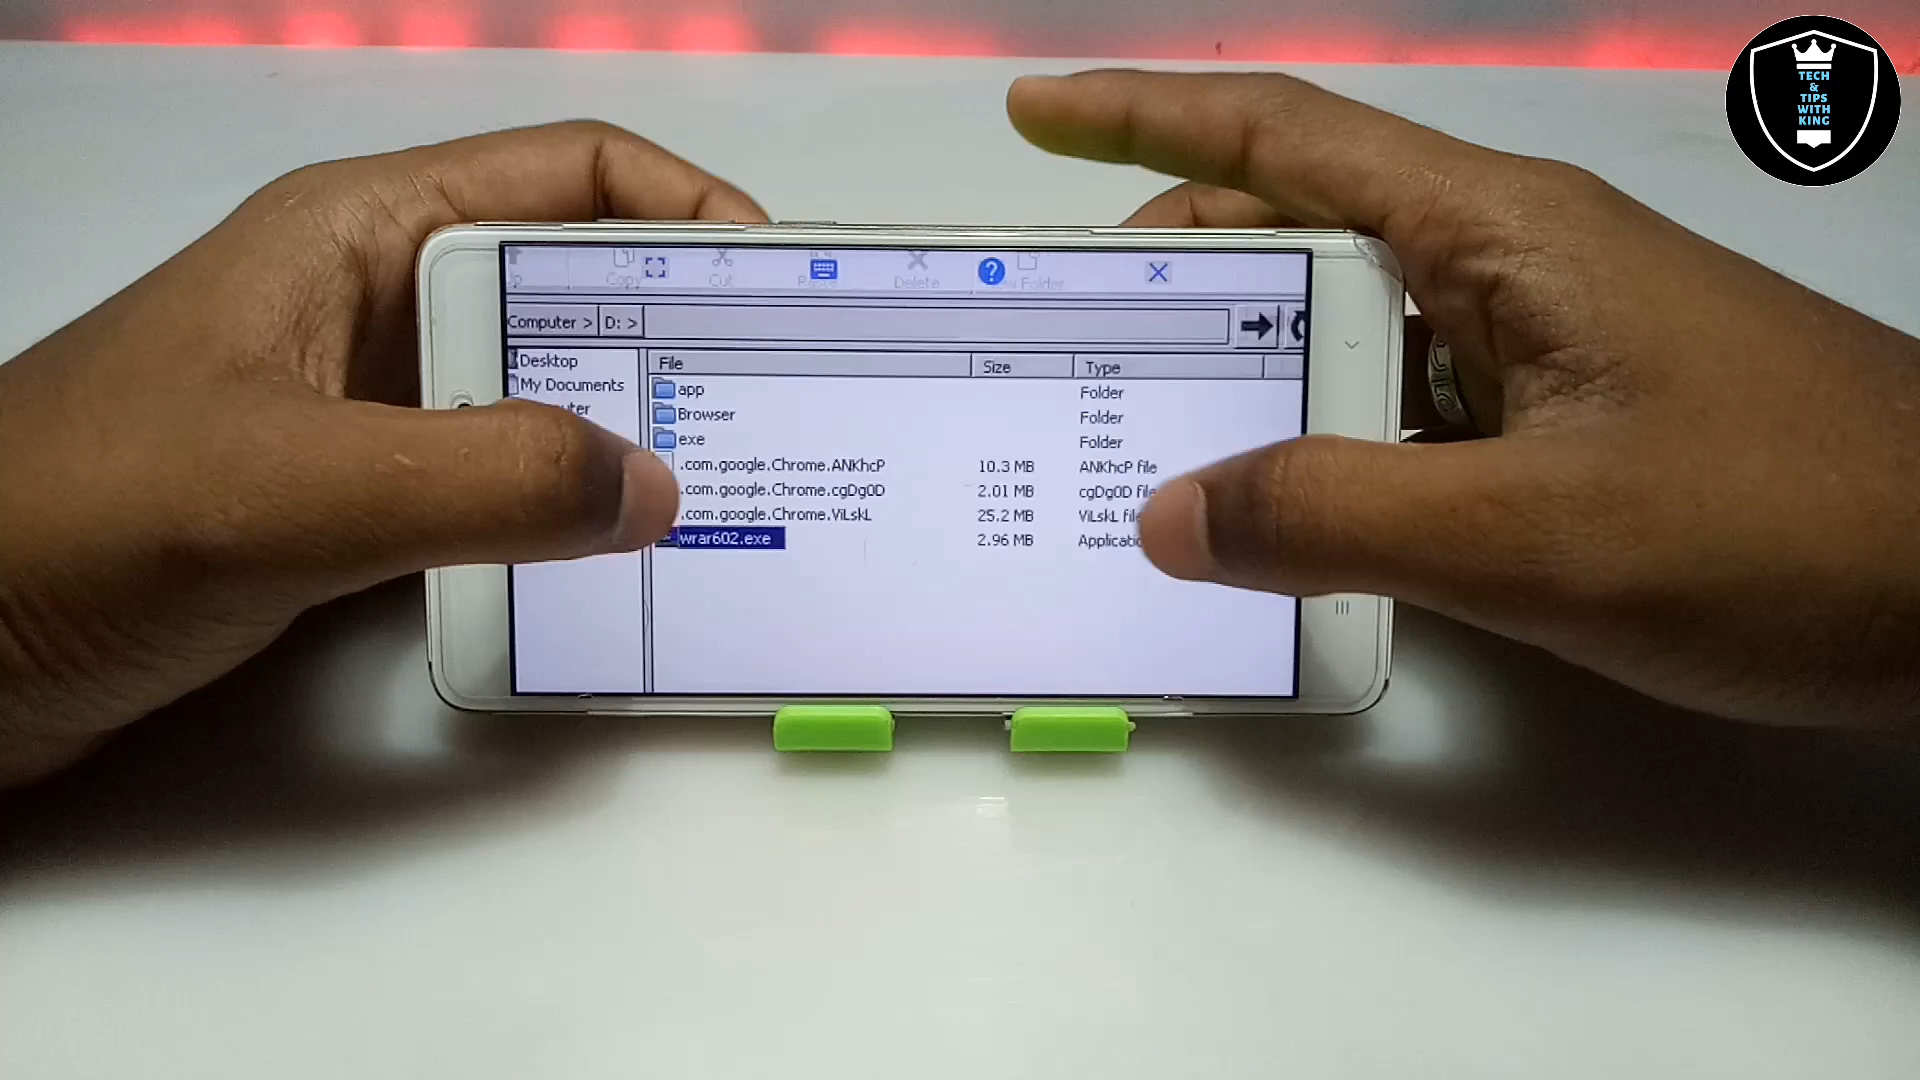 TECH
&
TIPS
WITH
KING
Copy Cut Paste Delete Folder
Computer > D: >
Desktop
My Documents
File Size Type
app Folder
Browser Folder
exe Folder
.com.google.Chrome.ANKhcP 10.3 MB ANKhcP file
.com.google.Chrome.cgDg0D 2.01 MB cgDg0D file
.com.google.Chrome.ViLskL 25.2 MB ViLskL file
wrar602.exe 2.96 MB